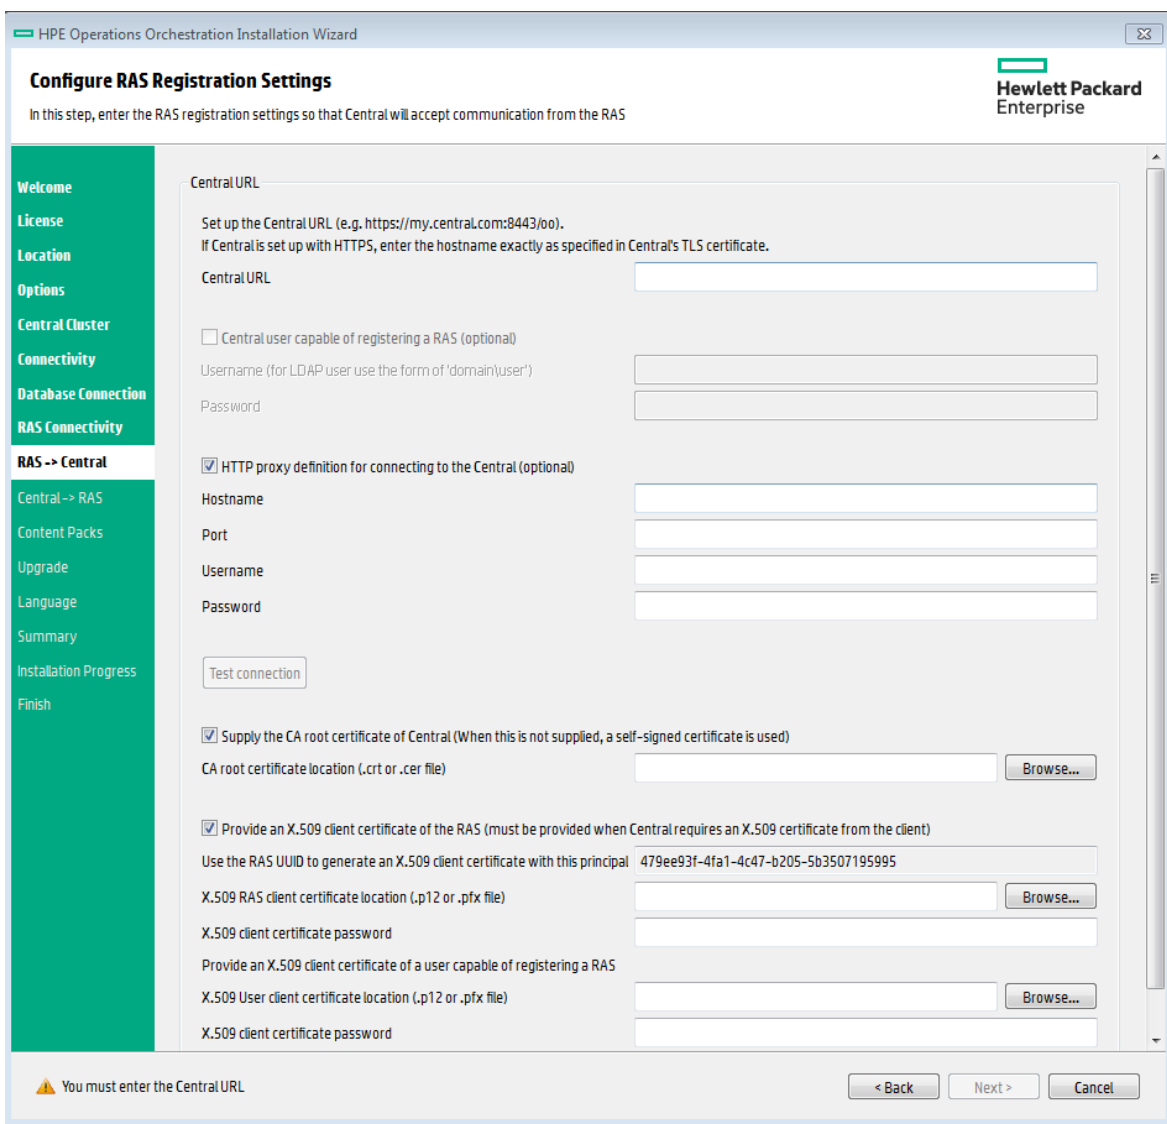 HPE Operations Orchestration Installation Wizard
Configure RAS Registration Settings
In this step, enter the RAS registration settings so that Central will accept communication from the RAS
Hewlett Packard
Enterprise
Welcome
License
Location
Options
Central Cluster
Connectivity
Database Connection
RAS Connectivity
RAS -> Central
Central -> RAS
Content Packs
Upgrade
Language
Summary
Installation Progress
Finish
Central URL
Set up the Central URL (e.g. https://my.central.com:8443/oo).
If Central is set up with HTTPS, enter the hostname exactly as specified in Central's TLS certificate.
Central URL
Central user capable of registering a RAS (optional)
Username (for LDAP user use the form of 'domain\user')
Password
HTTP proxy definition for connecting to the Central (optional)
Hostname
Port
Username
Password
Test connection
Supply the CA root certificate of Central (When this is not supplied, a self-signed certificate is used)
CA root certificate location (.crt or .cer file) Browse...
Provide an X.509 client certificate of the RAS (must be provided when Central requires an X.509 certificate from the client)
Use the RAS UUID to generate an X.509 client certificate with this principal 479ee93f-4fa1-4c47-b205-5b3507195995
X.509 RAS client certificate location (.p12 or .pfx file) Browse...
X.509 client certificate password
Provide an X.509 client certificate of a user capable of registering a RAS
X.509 User client certificate location (.p12 or .pfx file) Browse...
X.509 client certificate password
You must enter the Central URL
< Back Next > Cancel